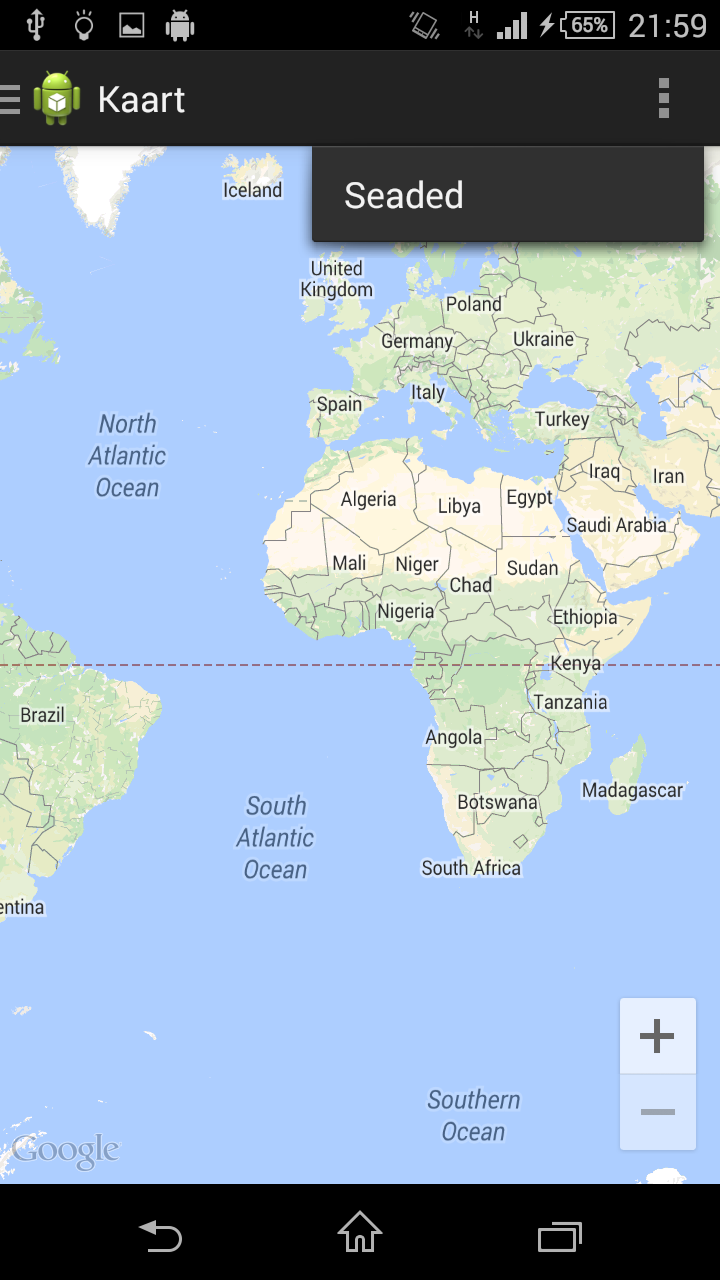 H
65%
21:59
Kaart
Seaded
Iceland
United
Kingdom
Poland
Germany
Ukraine
Italy
Spain
Turkey
North
Atlantic
Ocean
Iraq
Iran
Algeria
Libya
Egypt
Saudi Arabia
Mali
Niger
Sudan
Chad
Nigeria
Ethiopia
Kenya
Tanzania
Brazil
Angola
Madagascar
Botswana
South
Atlantic
Ocean
South Africa
entina
Southern
Ocean
Google